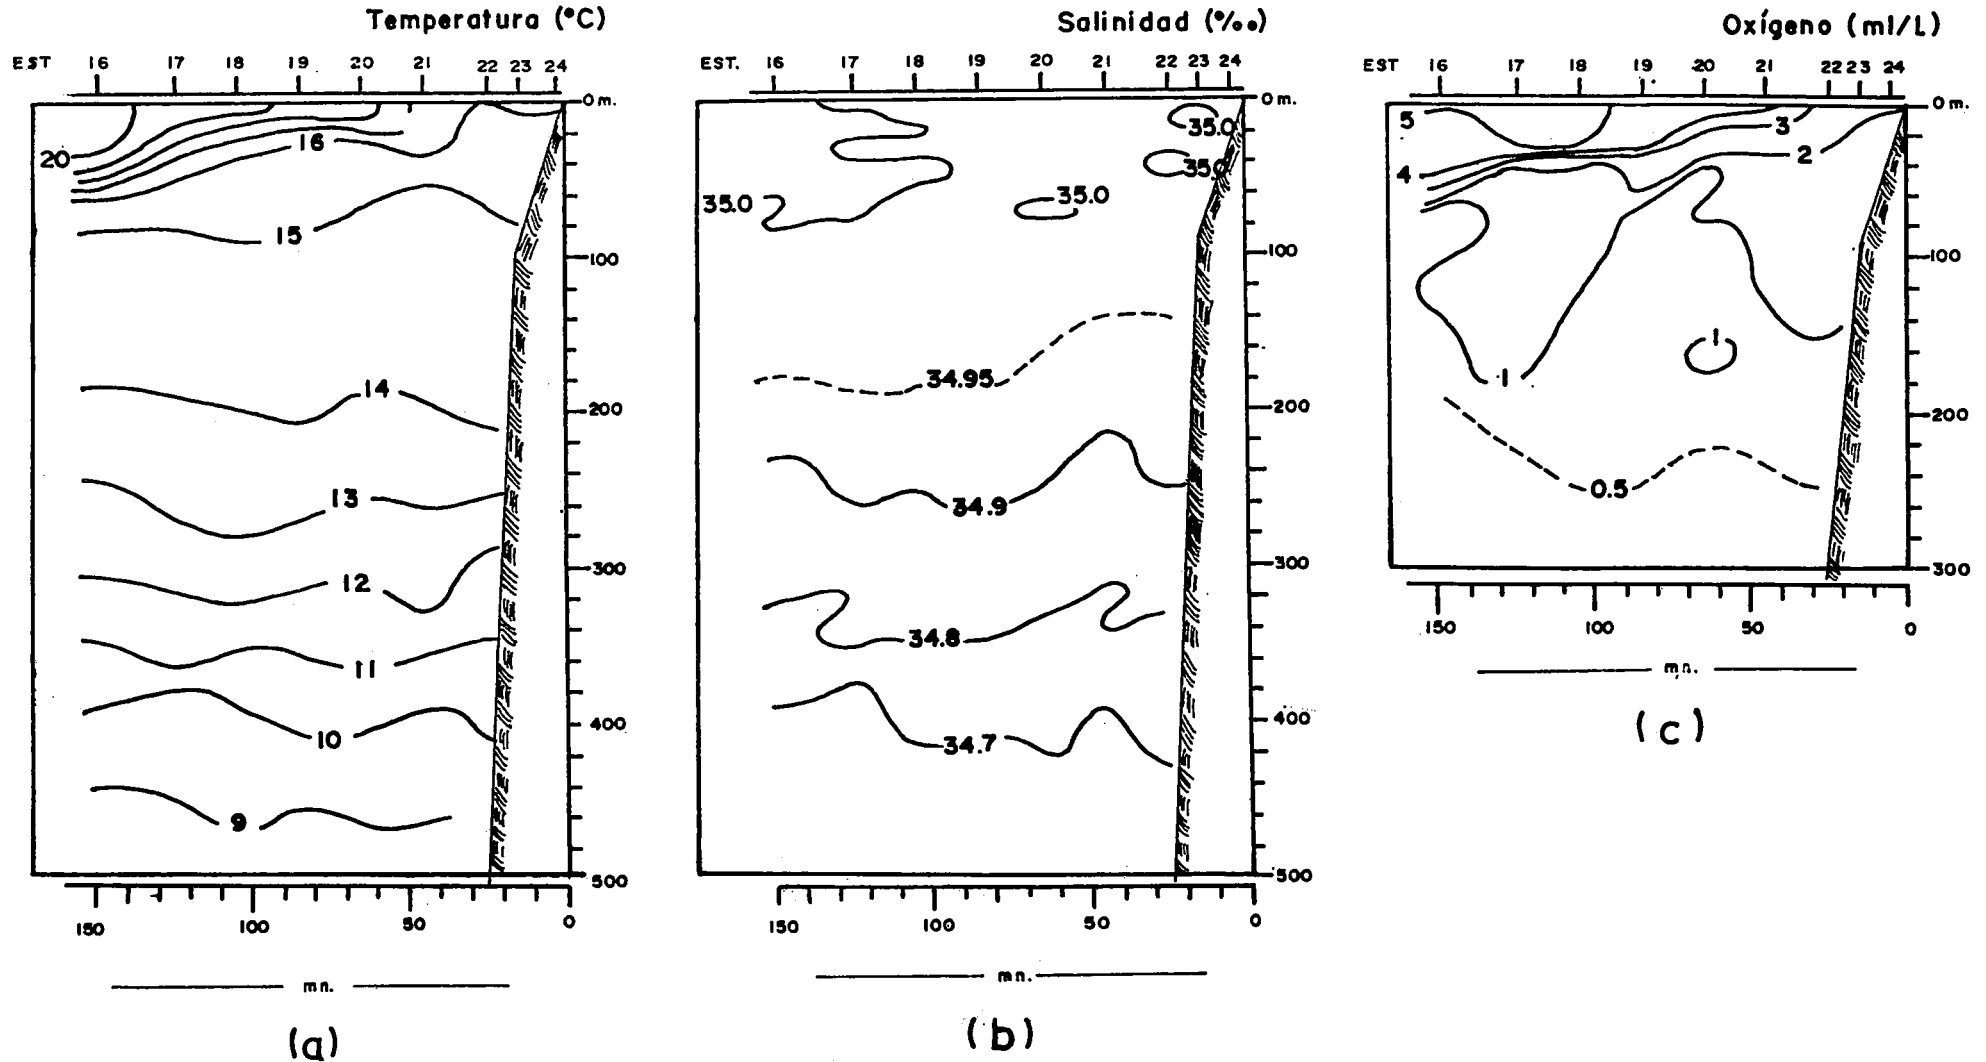 Temperatura (°C)
EST 16 17 18 19 20 21 22 23 24
0 m.
20
16
15
100
14
200
13
300
12
11
400
10
9
500
150 100 50 0
mn.
(a)
Salinidad (‰)
EST. 16 17 18 19 20 21 22 23 24
0 m.
35.0
35.0
35.0
35.0
100
34.95
200
34.9
300
34.8
400
34.7
500
150 100 50 0
mn.
(b)
Oxígeno (ml/L)
EST 16 17 18 19 20 21 22 23 24
0 m.
5
3
2
4
100
1
1
200
0.5
300
150 100 50 0
mn.
(c)